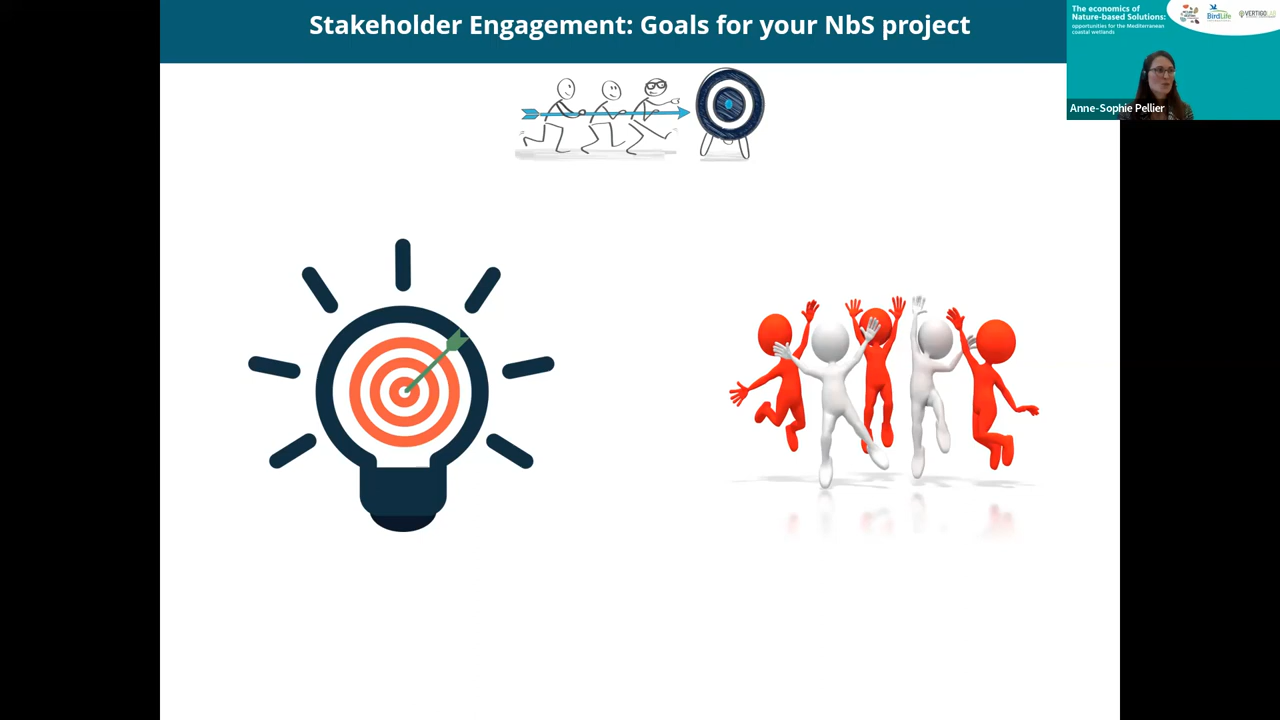 Stakeholder Engagement: Goals for your NbS project
The economics of
Nature-based Solutions:
opportunities for the Mediterranean
coastal wetlands
BirdLife
VERTIGOLAB
Anne-Sophie Pellier